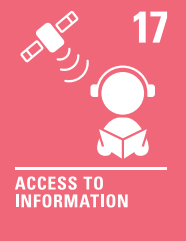 17
ACCESS TO
INFORMATION